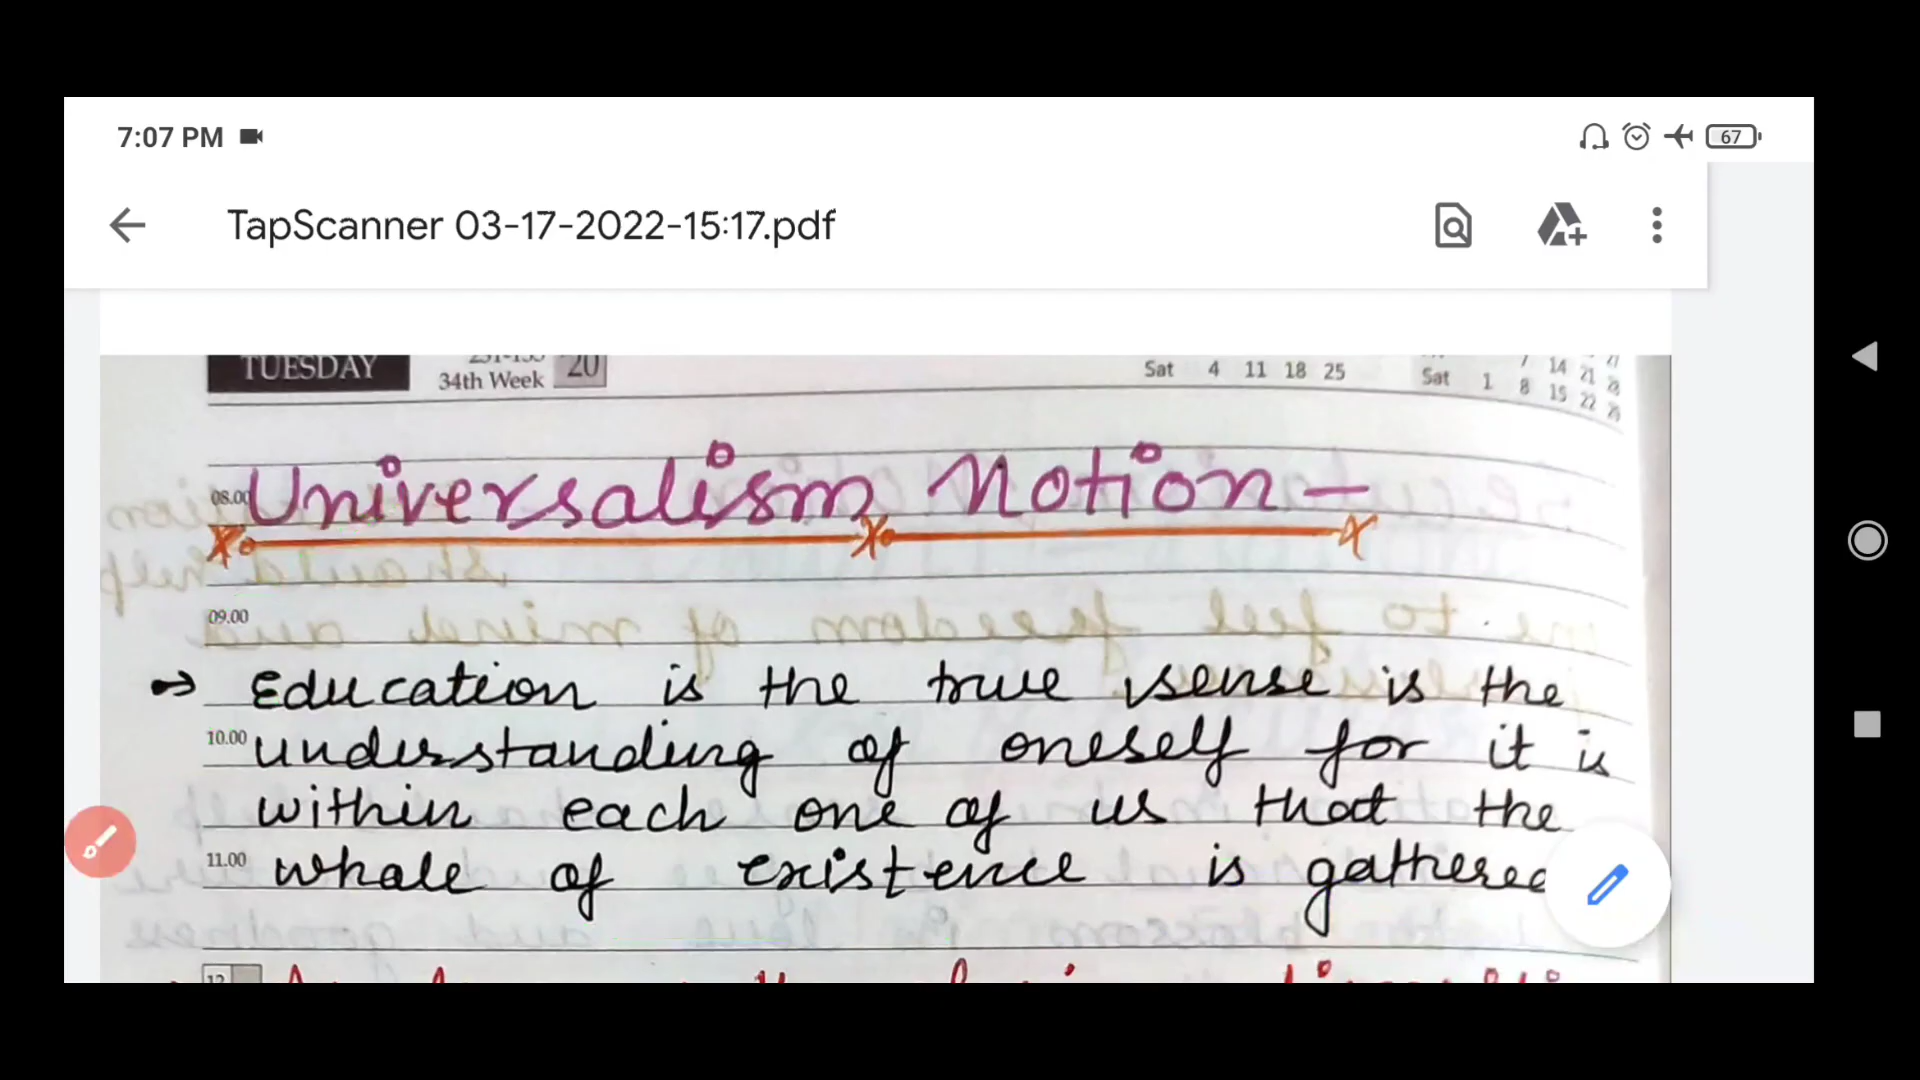 7:07 PM
67
TapScanner 03-17-2022-15:17.pdf
TUESDAY
34th Week 20
Sat 4 11 18 25
Sat 1 8 15 22
14 21
Universalism Notion —
08.00
09.00
→ Education is the true sense is the
10.00 understanding of oneself for it is
within each one of us that the
11.00 whole of existence is gathered